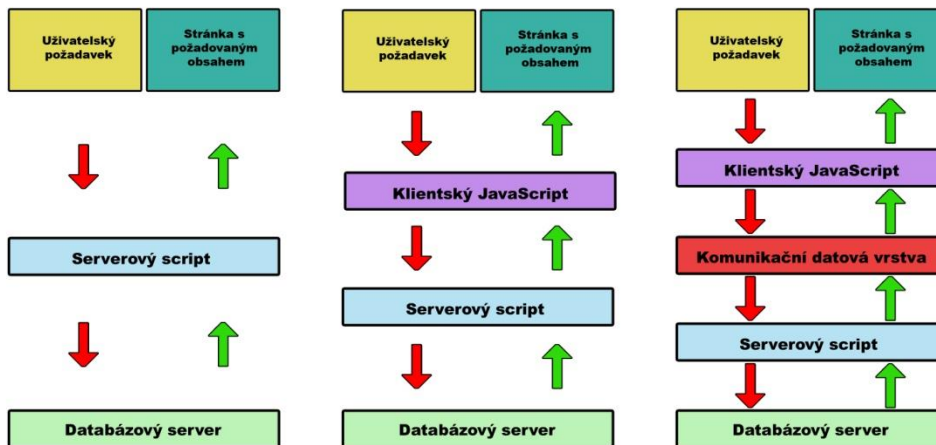 Uživatelský
požadavek
Stránka s
požadovaným
obsahem
Serverový script
Databázový server
Uživatelský
požadavek
Stránka s
požadovaným
obsahem
Klientský JavaScript
Serverový script
Databázový server
Uživatelský
požadavek
Stránka s
požadovaným
obsahem
Klientský JavaScript
Komunikační datová vrstva
Serverový script
Databázový server